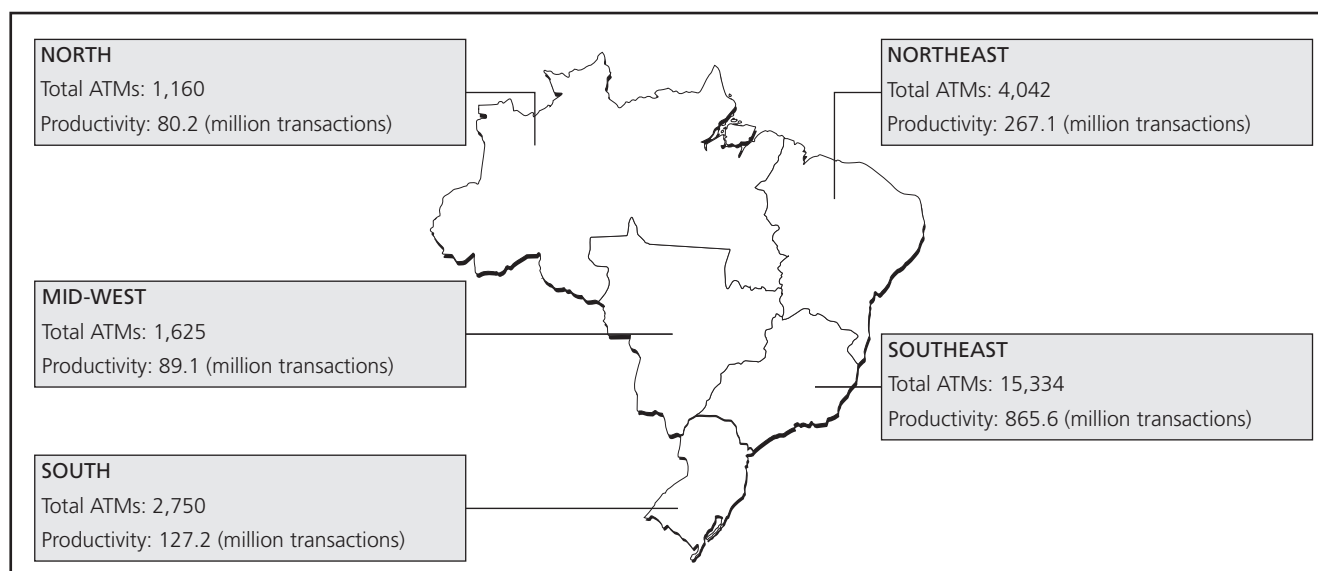 NORTH
Total ATMs: 1,160
Productivity: 80.2 (million transactions)
NORTHEAST
Total ATMs: 4,042
Productivity: 267.1 (million transactions)
MID-WEST
Total ATMs: 1,625
Productivity: 89.1 (million transactions)
SOUTHEAST
Total ATMs: 15,334
Productivity: 865.6 (million transactions)
SOUTH
Total ATMs: 2,750
Productivity: 127.2 (million transactions)